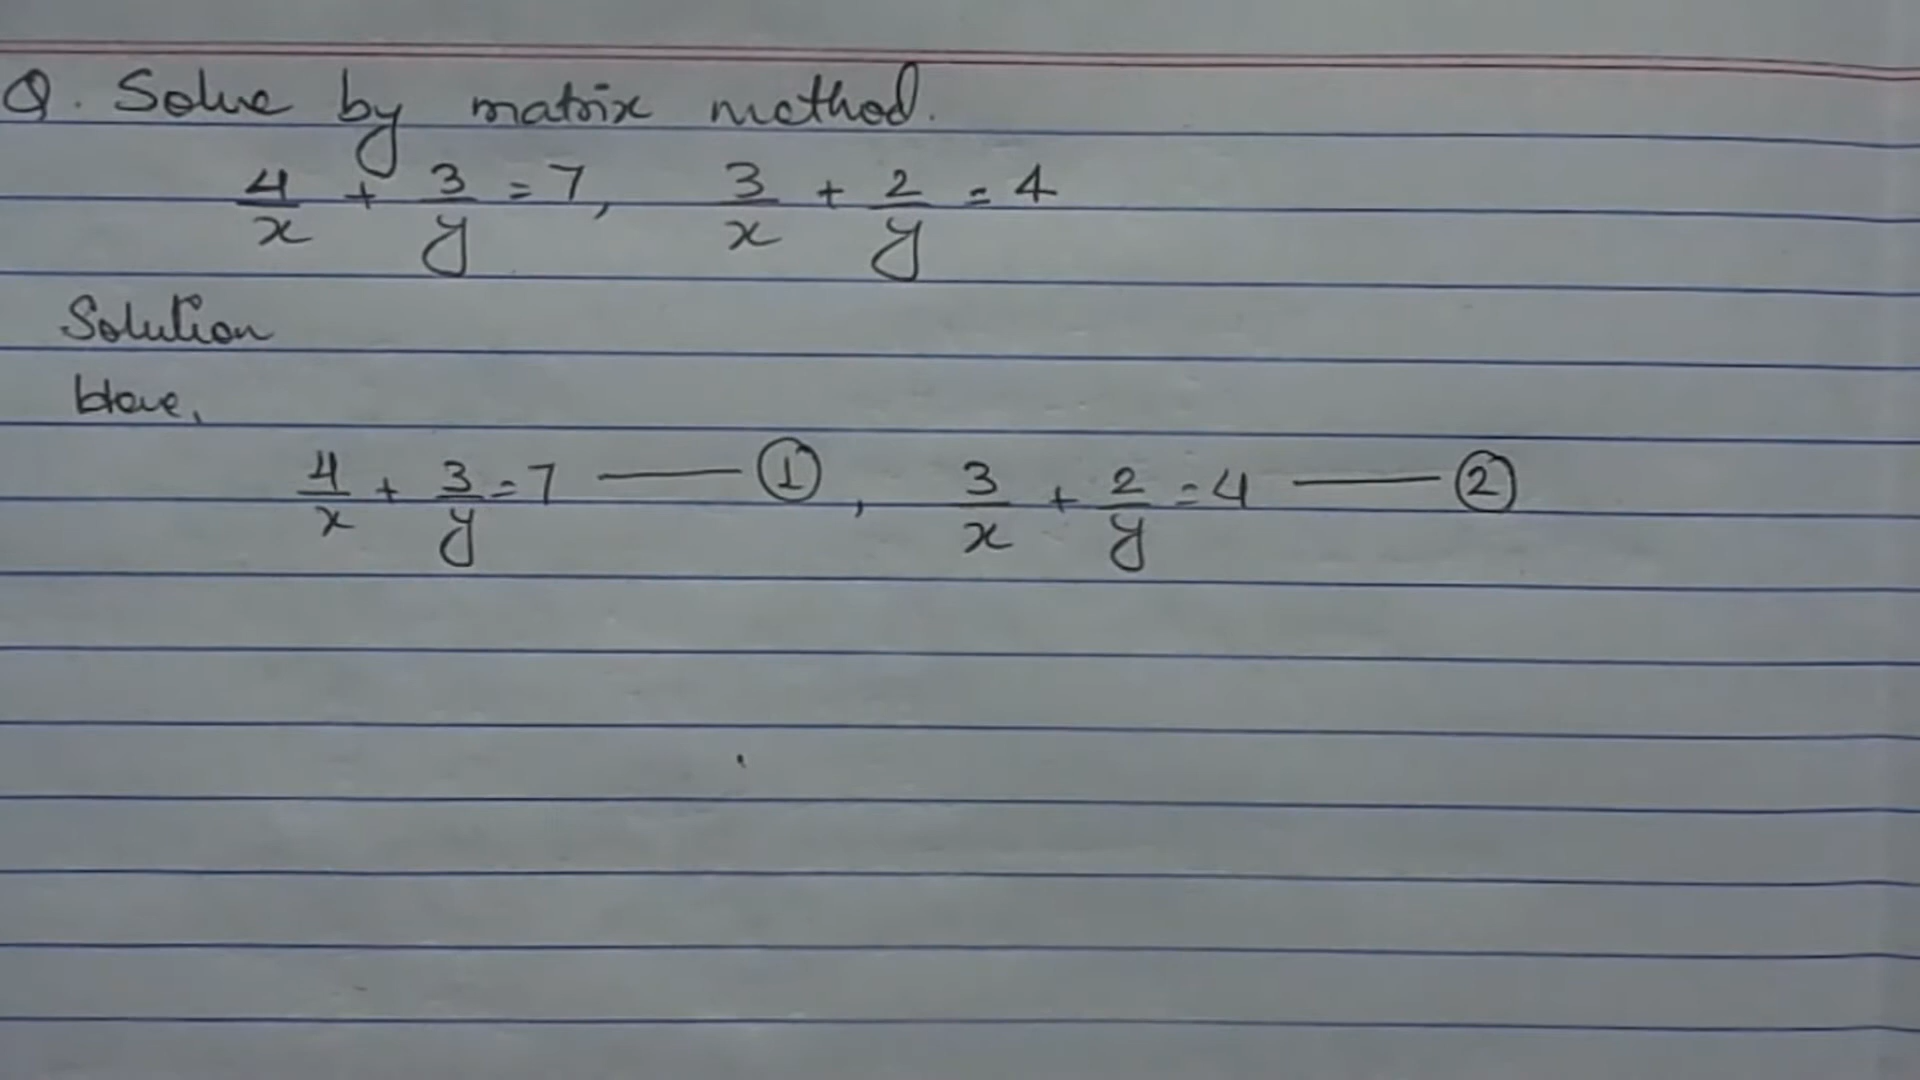 Q. Solve by matrix method.
4/x + 3/y = 7, 3/x + 2/y = 4
Solution
Here,
4/x + 3/y = 7 —— ①, 3/x + 2/y = 4 —— ②